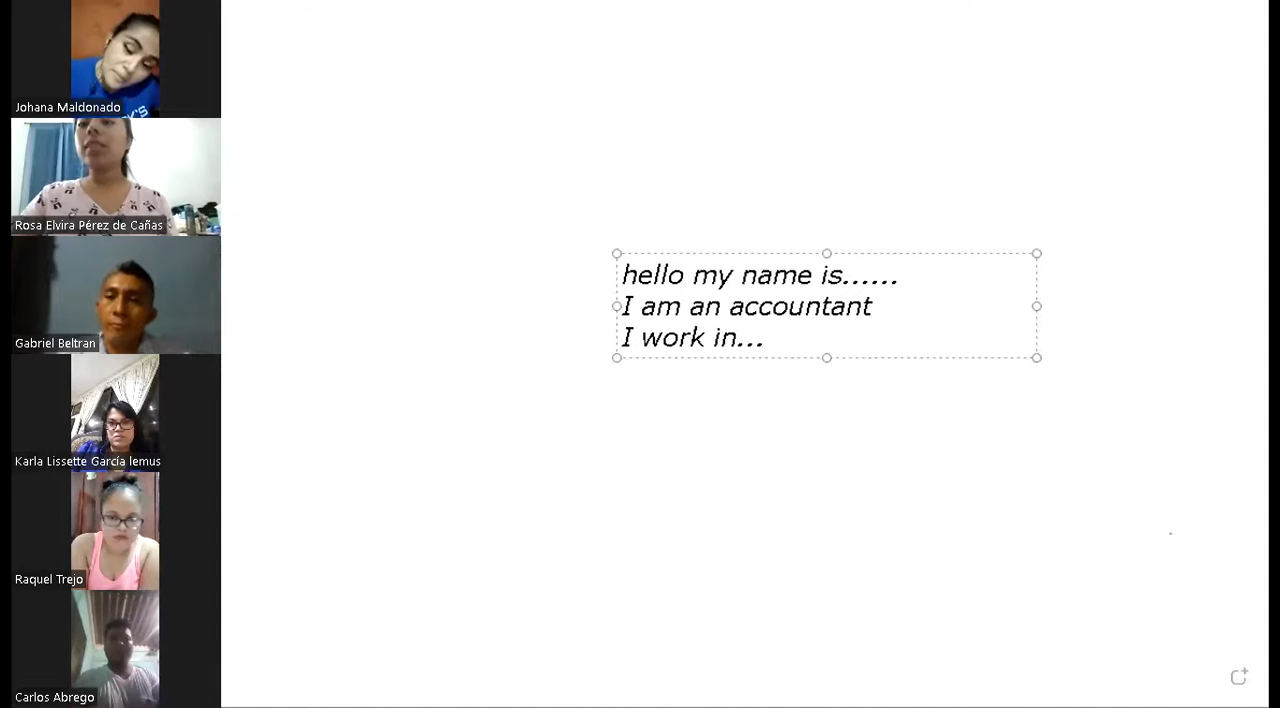 Johana Maldonado
Rosa Elvira Pérez de Cañas
Gabriel Beltran
Karla Lissette García lemus
Raquel Trejo
Carlos Abrego
hello my name is......
I am an accountant
I work in...